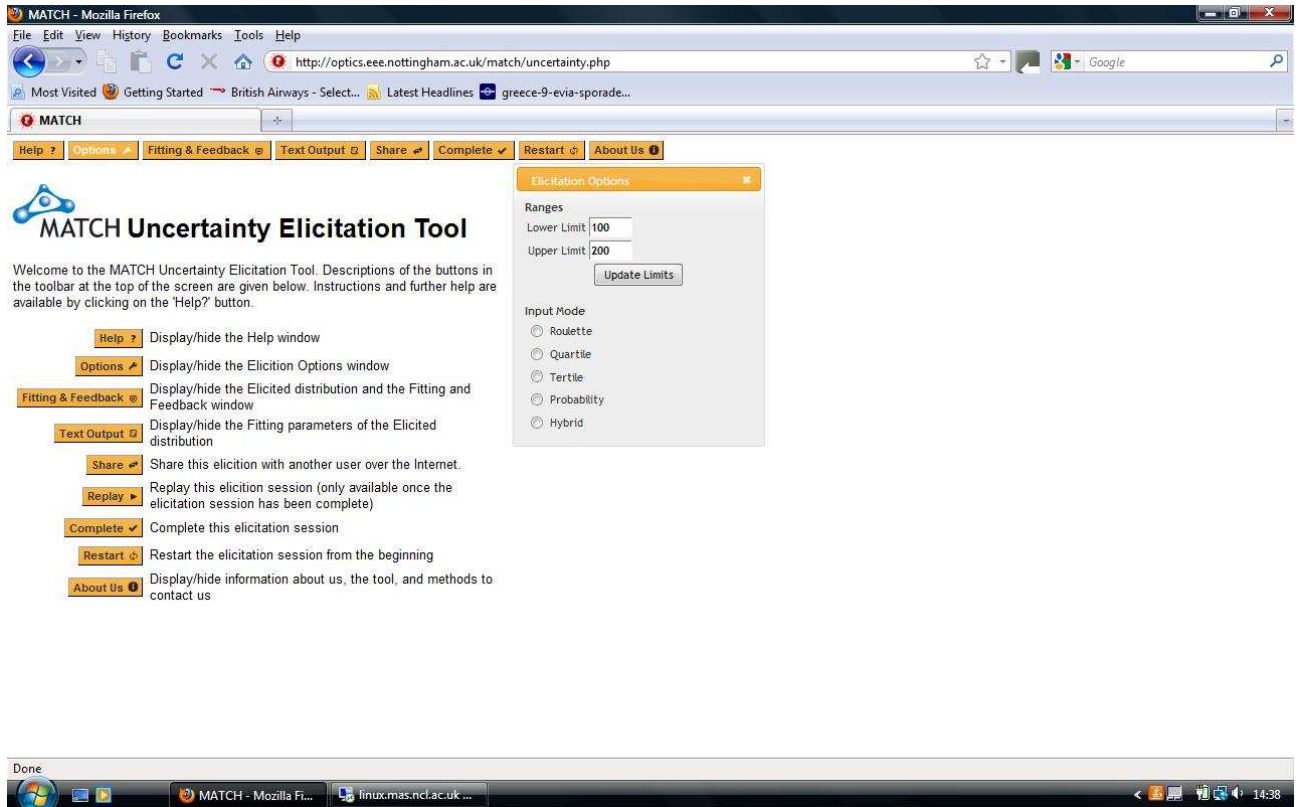 MATCH - Mozilla Firefox
File Edit View History Bookmarks Tools Help
http://optics.eee.nottingham.ac.uk/match/uncertainty.php
Google
Most Visited Getting Started British Airways - Select... Latest Headlines greece-9-evia-sporade...
MATCH
Help ? Options Fitting & Feedback Text Output Share Complete Restart About Us
Elicitation Options
Ranges
Lower Limit 100
Upper Limit 200
Update Limits
Input Mode
Roulette
Quartile
Tertile
Probability
Hybrid
MATCH Uncertainty Elicitation Tool
Welcome to the MATCH Uncertainty Elicitation Tool. Descriptions of the buttons in
the toolbar at the top of the screen are given below. Instructions and further help are
available by clicking on the 'Help?' button.
Help ? Display/hide the Help window
Options Display/hide the Elicition Options window
Fitting & Feedback Display/hide the Elicited distribution and the Fitting and
Feedback window
Text Output Display/hide the Fitting parameters of the Elicited
distribution
Share Share this elicition with another user over the Internet.
Replay Replay this elicition session (only available once the
elicitation session has been complete)
Complete Complete this elicitation session
Restart Restart the elicitation session from the beginning
About Us Display/hide information about us, the tool, and methods to
contact us
Done
MATCH - Mozilla Fi... linux.mas.ncl.ac.uk ... 14:38